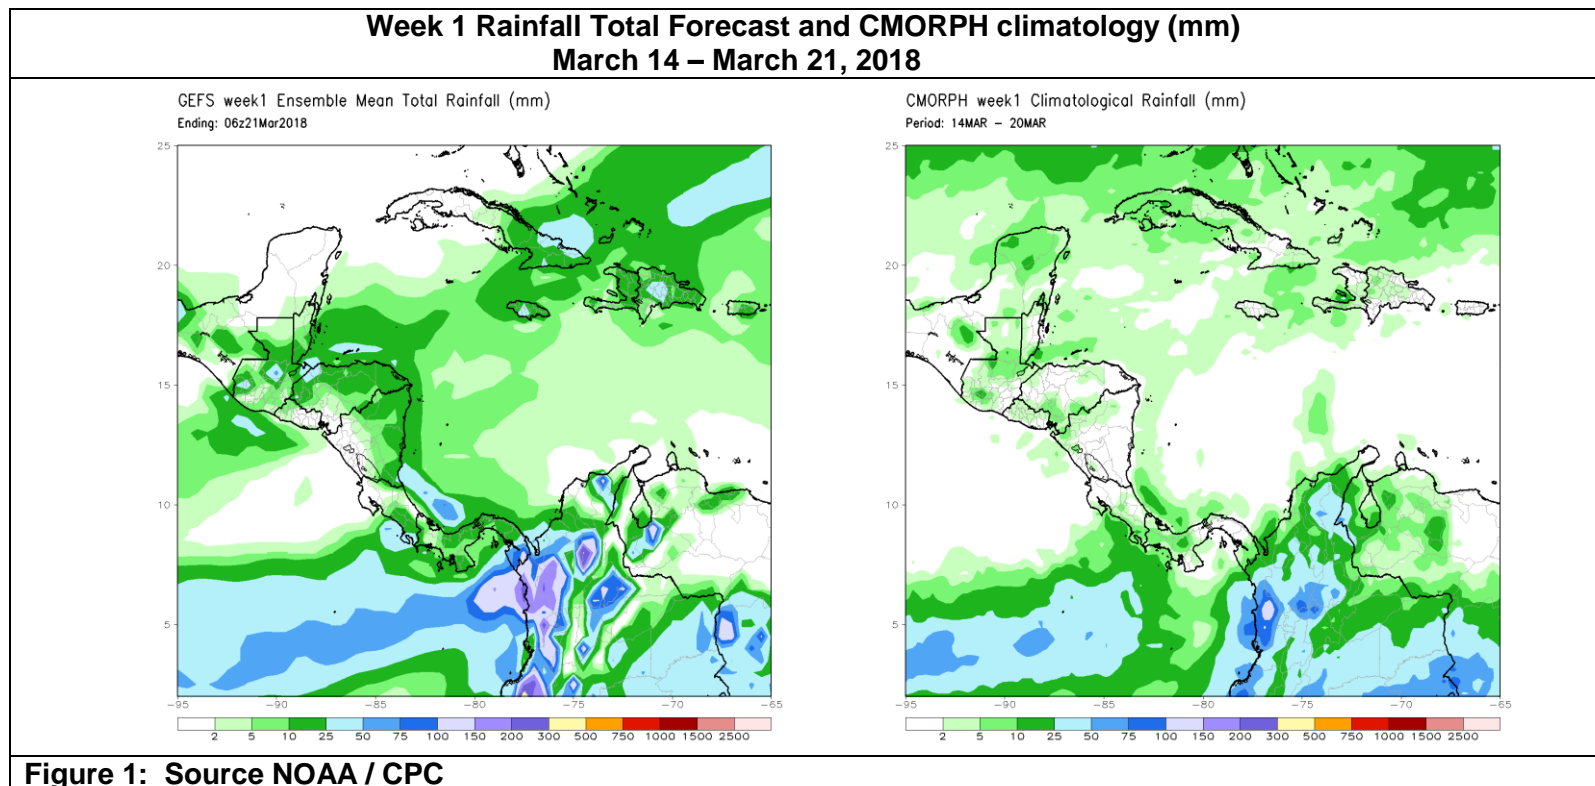 Week 1 Rainfall Total Forecast and CMORPH climatology (mm)
March 14 – March 21, 2018
GEFS week1 Ensemble Mean Total Rainfall (mm)
Ending: 06z21Mar2018
25
20
15
10
5
-95 -90 -85 -80 -75 -70 -65
2 5 10 25 50 75 100 150 200 300 500 750 1000 1500 2500
CMORPH week1 Climatological Rainfall (mm)
Period: 14MAR – 20MAR
25
20
15
10
5
-95 -90 -85 -80 -75 -70 -65
2 5 10 25 50 75 100 150 200 300 500 750 1000 1500 2500
Figure 1: Source NOAA / CPC